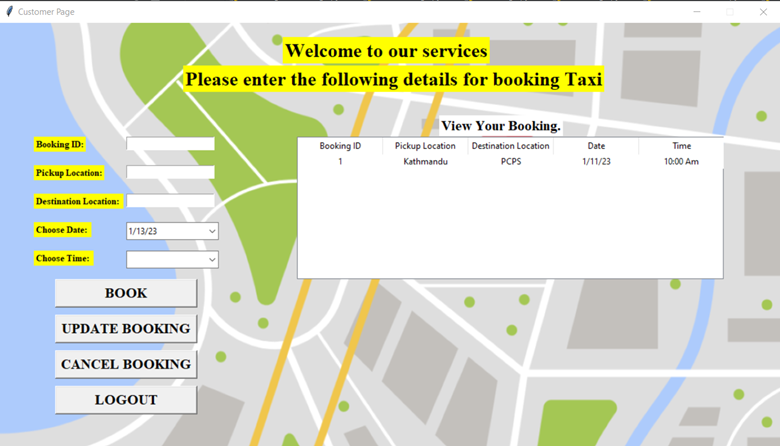 Customer Page
Welcome to our services
Please enter the following details for booking Taxi
View Your Booking.
Booking ID:
Pickup Location:
Destination Location:
Choose Date: 1/13/23
Choose Time:
Booking ID Pickup Location Destination Location Date Time
1 Kathmandu PCPS 1/11/23 10:00 Am
BOOK
UPDATE BOOKING
CANCEL BOOKING
LOGOUT